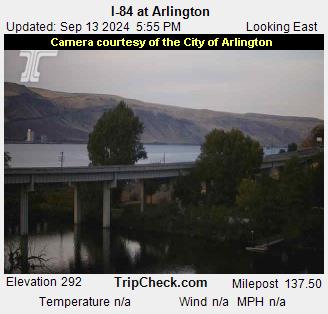 I-84 at Arlington
Updated: Sep 13 2024 5:55 PM Looking East
Camera courtesy of the City of Arlington
Elevation 292 TripCheck.com Milepost 137.50
Temperature n/a Wind n/a MPH n/a